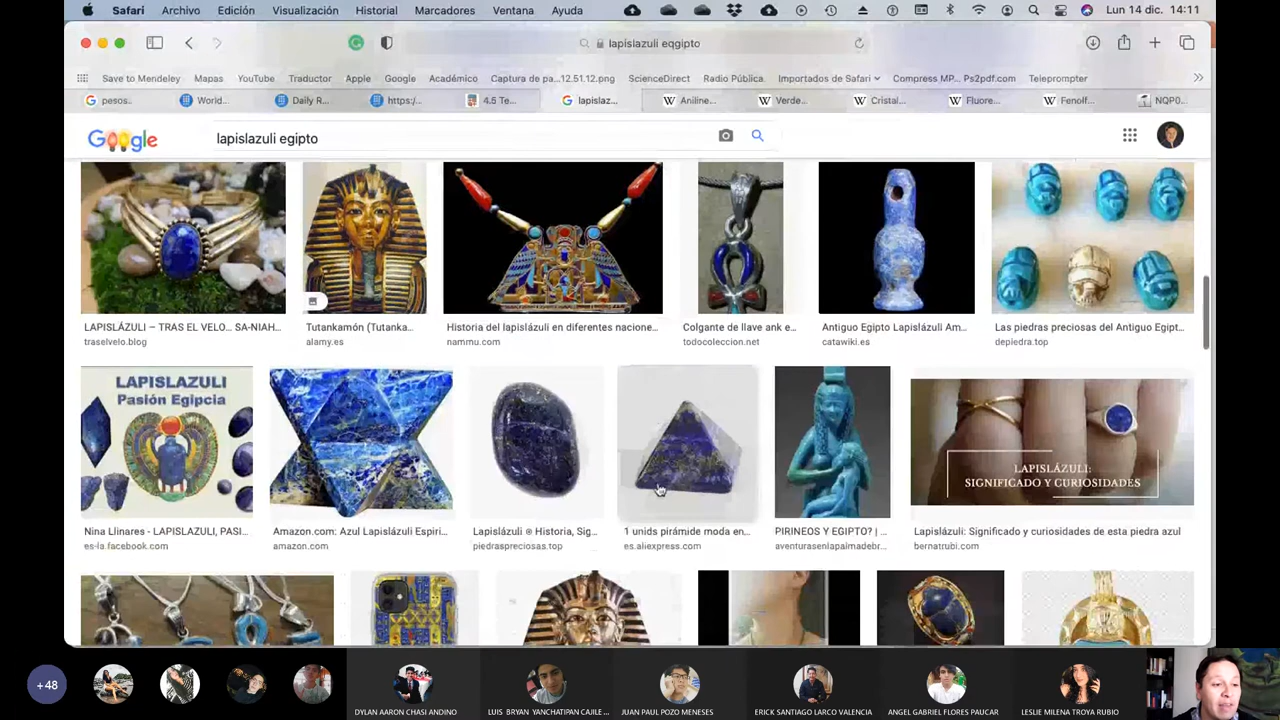 Safari Archivo Edición Visualización Historial Marcadores Ventana Ayuda Lun 14 dic. 14:11
lapislazuli eqgipto
Save to Mendeley Mapas YouTube Traductor Apple Google Académico Captura de pa...12.51.12.png ScienceDirect Radio Pública. Importados de Safari Compress MP... Ps2pdf.com Teleprompter
pesos. World... Daily R... https:/... 4.5 Te... lapislaz... Aniline... Verde... Cristal... Fluore... Fenolf... NQP0...
Google lapislazuli egipto
LAPISLÁZULI – TRAS EL VELO... SA-NIAH... Tutankamón (Tutanka... Historia del lapislázuli en diferentes nacione... Colgante de llave ank e... Antiguo Egipto Lapislázuli Am... Las piedras preciosas del Antiguo Egipt...
traselvelo.blog alamy.es nammu.com todocoleccion.net catawiki.es depiedra.top
LAPISLAZULI
Pasión Egipcia
LAPISLÁZULI:
SIGNIFICADO Y CURIOSIDADES
Nina Llinares - LAPISLAZULI, PASI... Amazon.com: Azul Lapislázuli Espiri... Lapislázuli ® Historia, Sig... 1 unids pirámide moda en... PIRINEOS Y EGIPTO? | Lapislázuli: Significado y curiosidades de esta piedra azul
es-la.facebook.com amazon.com piedraspreciosas.top es.aliexpress.com aventurasenlapaimadebr... bernatrubi.com
+48
DYLAN AARON CHASI ANDINO LUIS BRYAN YANCHATIPAN CAJILE... JUAN PAUL POZO MENESES ERICK SANTIAGO LARCO VALENCIA ANGEL GABRIEL FLORES PAUCAR LESLIE MILENA TROYA RUBIO